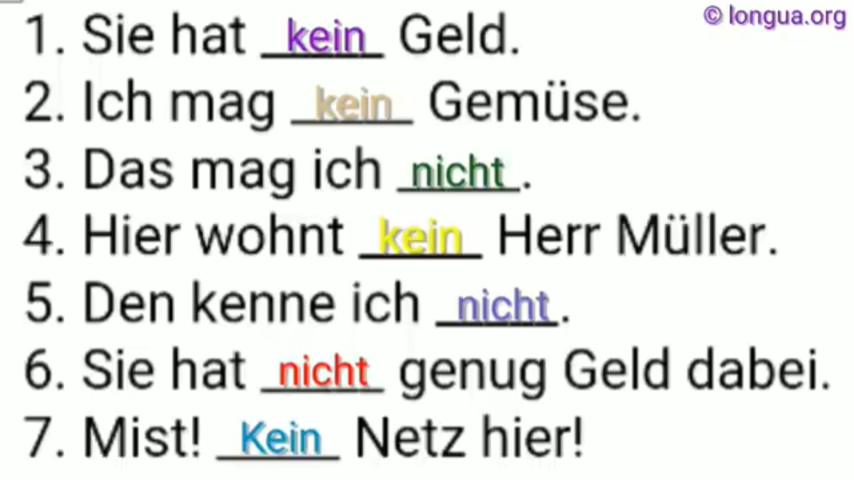 © longua.org
1. Sie hat kein Geld.
2. Ich mag kein Gemüse.
3. Das mag ich nicht.
4. Hier wohnt kein Herr Müller.
5. Den kenne ich nicht.
6. Sie hat nicht genug Geld dabei.
7. Mist! Kein Netz hier!